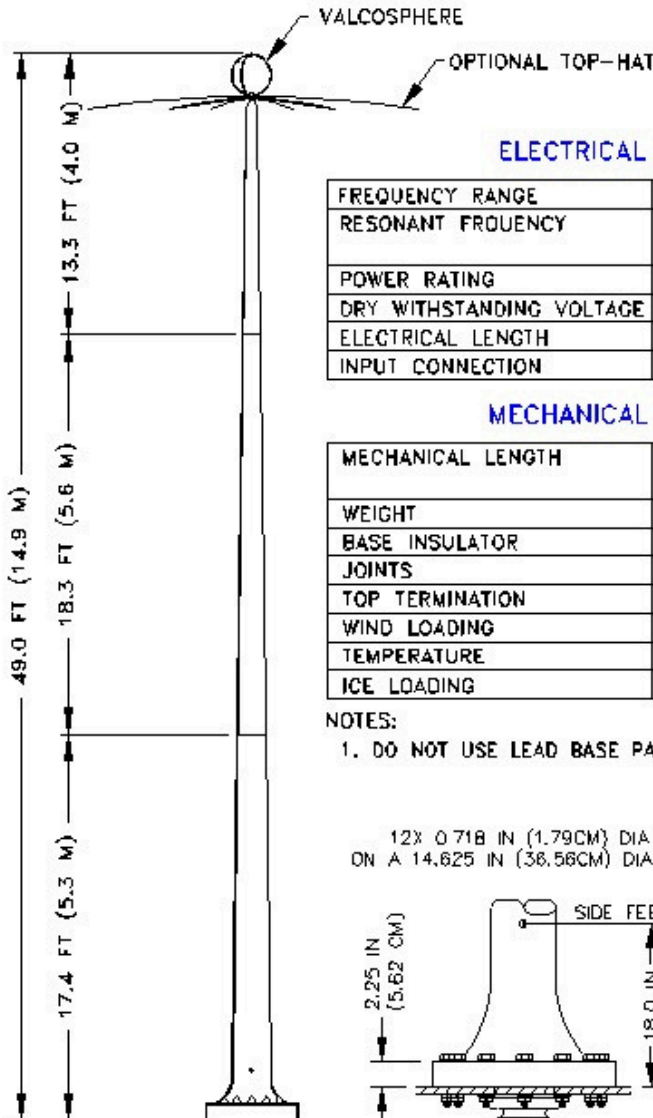 VALCOSPHERE
OPTIONAL TOP-HAT
13.3 FT (4.0 M)
18.3 FT (5.6 M)
49.0 FT (14.9 M)
17.4 FT (5.3 M)
ELECTRICAL
FREQUENCY RANGE
RESONANT FROUENCY
POWER RATING
DRY WITHSTANDING VOLTAGE
ELECTRICAL LENGTH
INPUT CONNECTION
MECHANICAL
MECHANICAL LENGTH
WEIGHT
BASE INSULATOR
JOINTS
TOP TERMINATION
WIND LOADING
TEMPERATURE
ICE LOADING
NOTES:
1. DO NOT USE LEAD BASE PA
12X 0.718 IN (1.79CM) DIA
ON A 14.625 IN (36.56CM) DIA
SIDE FEE
2.25 IN
(5.62 CM)
18.0 IN